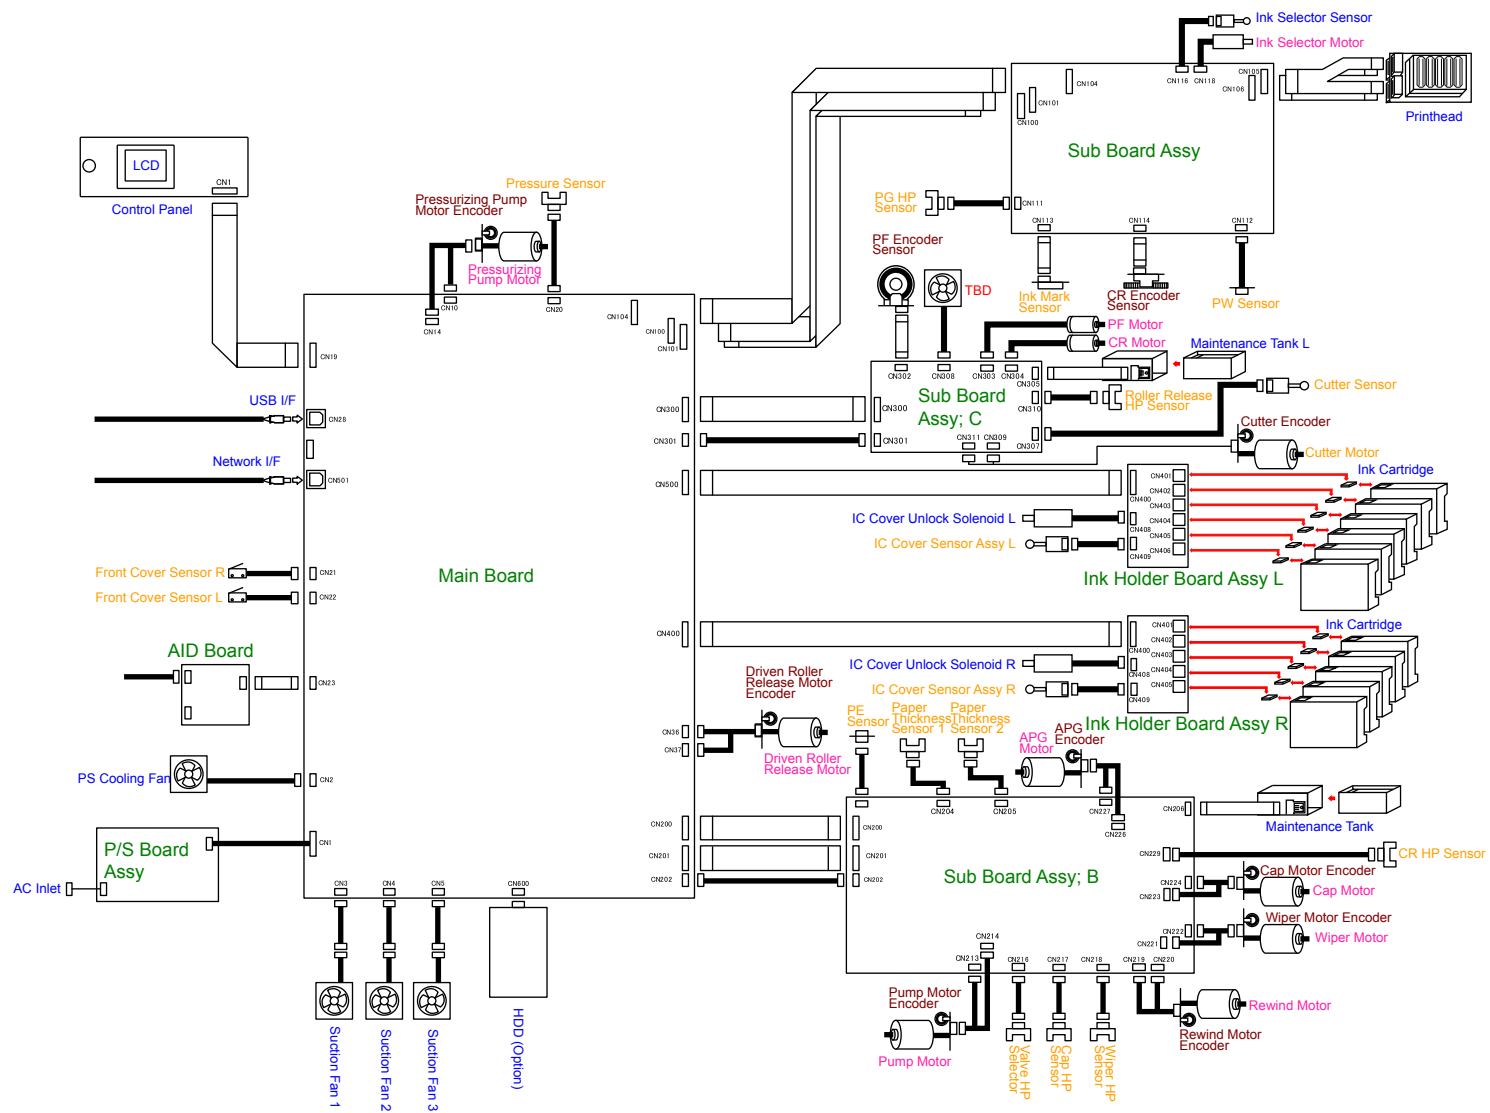 Ink Selector Sensor
Ink Selector Motor
CN116
CN118
CN105
CN106
CN104
CN101
CN100
Printhead
Sub Board Assy
LCD
CN1
Control Panel
Pressure Sensor
Pressurizing Pump
Motor Encoder
Pressurizing
Pump Motor
PG HP
Sensor
CN111
CN113
CN114
CN112
PF Encoder
Sensor
TBD
Ink Mark
Sensor
CR Encoder
Sensor
PW Sensor
CN10
CN14
CN20
CN104
CN100
CN101
PF Motor
CR Motor
Maintenance Tank L
CN19
CN302
CN308
CN303
CN304
CN305
Cutter Sensor
USB I/F
CN28
CN300
CN300
Sub Board
Assy; C
CN310
Roller Release
HP Sensor
CN301
CN301
CN311
CN309
CN307
Cutter Encoder
Cutter Motor
Network I/F
CN501
CN500
CN400
CN401
CN402
CN403
CN404
CN405
CN406
Ink Cartridge
IC Cover Unlock Solenoid L
CN408
IC Cover Sensor Assy L
CN409
Ink Holder Board Assy L
Front Cover Sensor R
CN21
Front Cover Sensor L
CN22
Main Board
AID Board
CN23
CN400
CN400
CN401
CN402
CN403
CN404
CN405
Ink Cartridge
IC Cover Unlock Solenoid R
CN408
IC Cover Sensor Assy R
CN409
Ink Holder Board Assy R
Driven Roller
Release Motor
Encoder
CN36
CN37
Driven Roller
Release Motor
PE
Sensor
Paper
Thickness
Sensor 1
Paper
Thickness
Sensor 2
APG
Motor
APG
Encoder
PS Cooling Fan
CN2
CN204
CN205
CN227
CN226
CN206
Maintenance Tank
P/S Board
Assy
CN1
AC Inlet
CN200
CN200
CN201
CN201
CN202
CN202
Sub Board Assy; B
CN229
CR HP Sensor
CN224
CN223
Cap Motor Encoder
Cap Motor
CN222
CN221
Wiper Motor Encoder
Wiper Motor
CN3
CN4
CN5
CN600
CN214
CN213
CN216
CN217
CN218
CN219
CN220
Pump Motor
Encoder
Pump Motor
Rewind Motor
Rewind Motor
Encoder
Valve HP
Selector
Cap HP
Sensor
Wiper HP
Sensor
Suction Fan 1
Suction Fan 2
Suction Fan 3
HDD (Option)